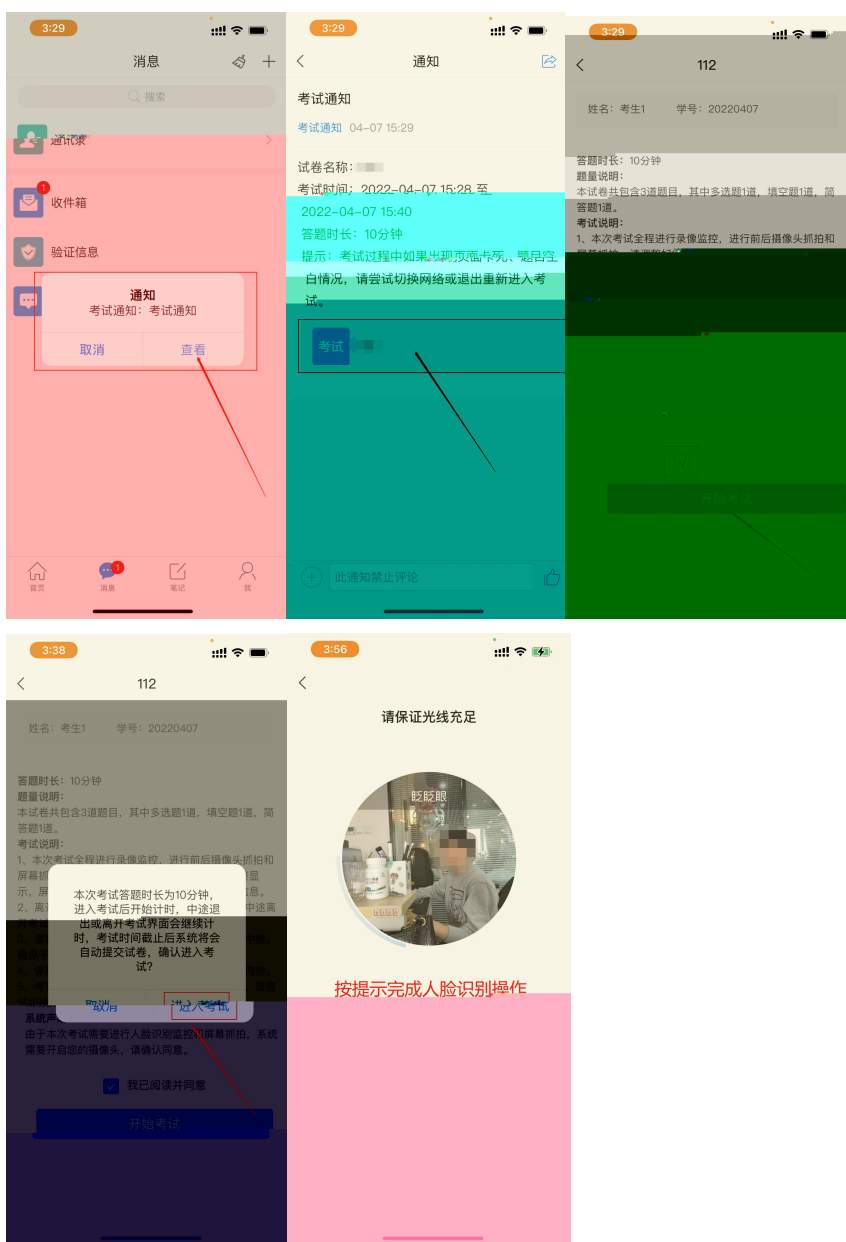 3:29
消息
搜索
通讯录
收件箱
1
验证信息
通知
考试通知：考试通知
取消
查看
首页
消息
1
笔记
我
3:29
通知
考试通知
考试通知 04-07 15:29
试卷名称：
考试时间：2022-04-07 15:28 至
2022-04-07 15:40
答题时长：10分钟
提示：考试过程中如果出现页面卡死、题目空
白情况，请尝试切换网络或退出重新进入考
试。
考试
此通知禁止评论
3:29
112
姓名：考生1 学号：20220407
答题时长：10分钟
题量说明：
本试卷共包含3道题目，其中多选题1道，填空题1道，简
答题1道。
考试说明：
1、本次考试全程进行录像监控，进行前后摄像头抓拍和
开始考试
3:38
112
姓名：考生1 学号：20220407
答题时长：10分钟
题量说明：
本试卷共包含3道题目，其中多选题1道，填空题1道，简
答题1道。
考试说明：
1、本次考试全程进行录像监控，进行前后摄像头抓拍和
本次考试答题时长为10分钟，
进入考试后开始计时，中途退
出或离开考试界面会继续计
时，考试时间截止后系统将会
自动提交试卷，确认进入考
试?
取消
进入考试
系统声
由于本次考试需要进行人脸识别监控和屏幕抓拍，系统
需要开启您的摄像头，请确认同意。
我已阅读并同意
开始考试
3:56
请保证光线充足
眨眨眼
按提示完成人脸识别操作